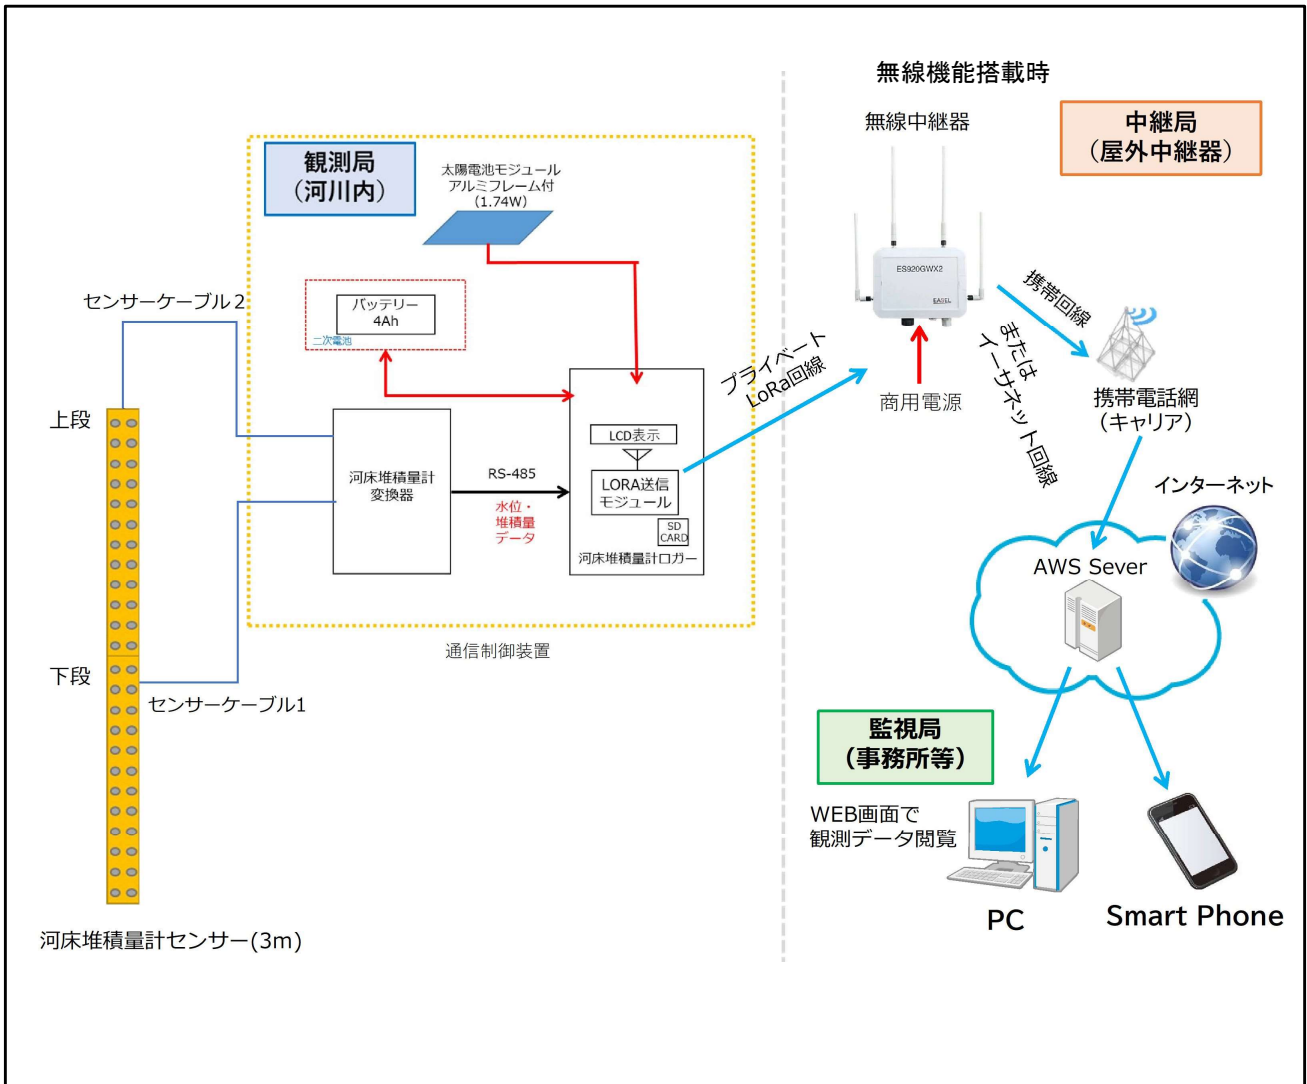 無線機能搭載時
無線中継器
中継局
（屋外中継器）
観測局
（河川内）
太陽電池モジュール
アルミフレーム付
（1.74W）
ES920GWX2
EASEL
センサーケーブル２
バッテリー
4Ah
二次電池
携帯回線
または
イーサネット回線
プライベート
LoRa回線
商用電源
携帯電話網
（キャリア）
上段
LCD表示
河床堆積量計
変換器
RS-485
水位・
堆積量
データ
LORA送信
モジュール
SD
CARD
河床堆積量計ロガー
インターネット
AWS Sever
通信制御装置
下段
センサーケーブル1
監視局
（事務所等）
WEB画面で
観測データ閲覧
PC
Smart Phone
河床堆積量計センサー(3m)